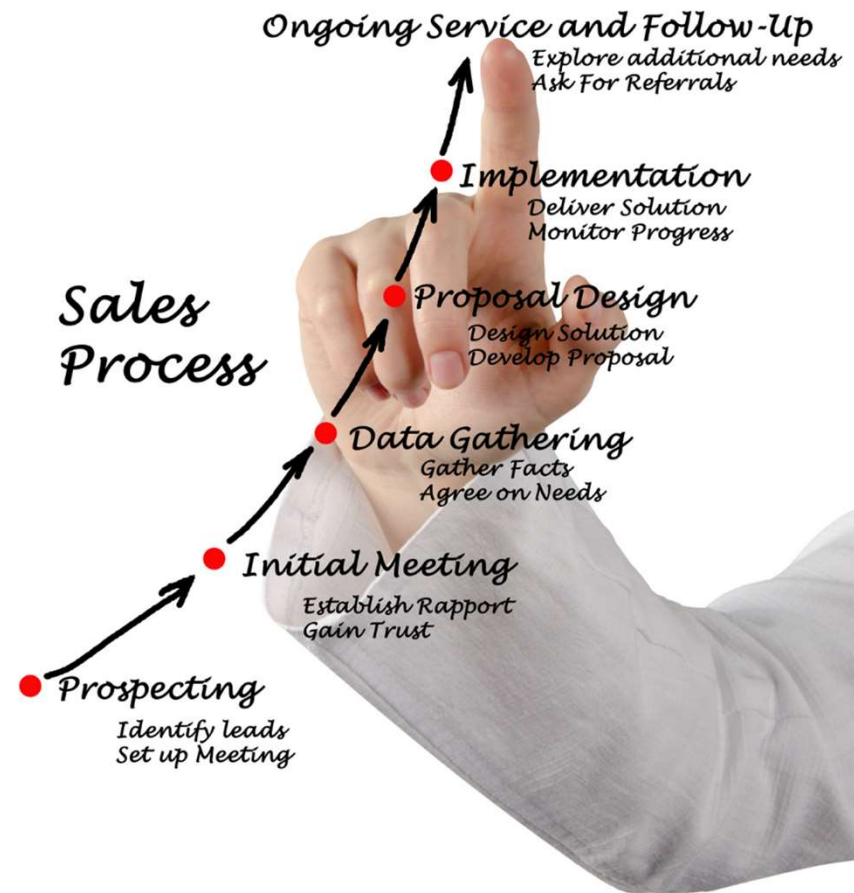 Ongoing Service and Follow-Up
Explore additional needs
Ask For Referrals
Implementation
Deliver Solution
Monitor Progress
Sales
Process
Proposal Design
Design Solution
Develop Proposal
Data Gathering
Gather Facts
Agree on Needs
Initial Meeting
Establish Rapport
Gain Trust
Prospecting
Identify leads
Set up Meeting